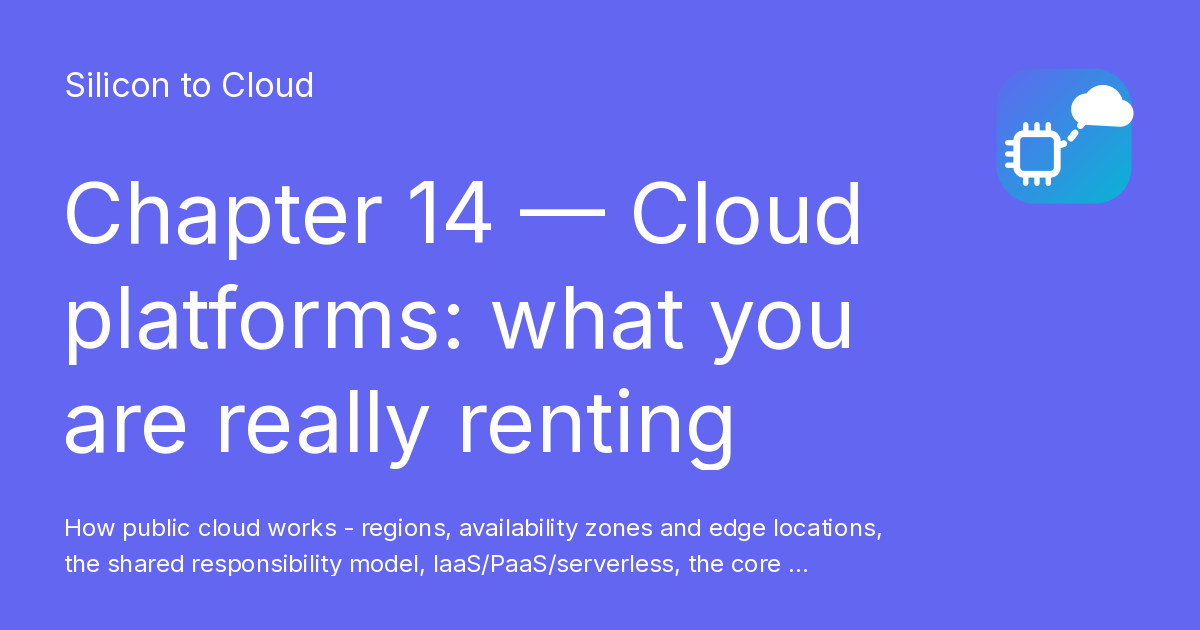 Silicon to Cloud
Chapter 14 — Cloud
platforms: what you
are really renting
How public cloud works - regions, availability zones and edge locations,
the shared responsibility model, IaaS/PaaS/serverless, the core ...